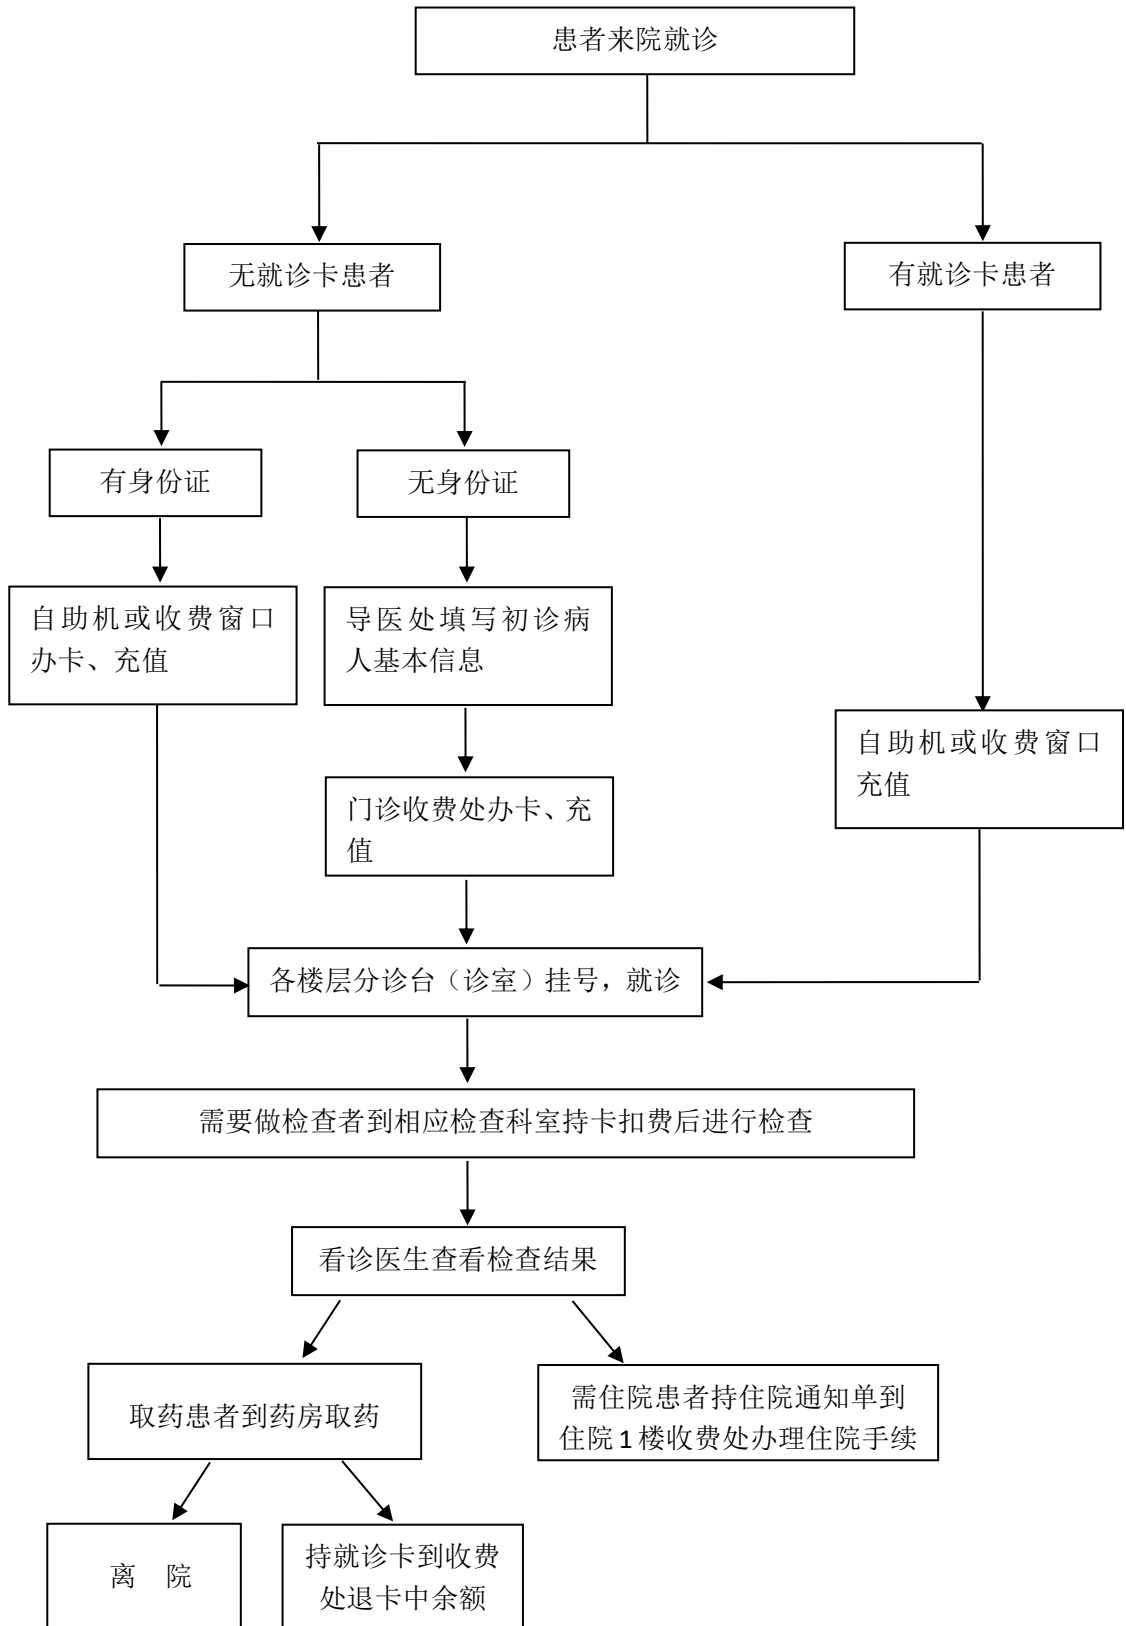 患者来院就诊
无就诊卡患者
有就诊卡患者
有身份证
无身份证
自助机或收费窗口
办卡、充值
导医处填写初诊病
人基本信息
自助机或收费窗口
充值
门诊收费处办卡、充
值
各楼层分诊台（诊室）挂号，就诊
需要做检查者到相应检查科室持卡扣费后进行检查
看诊医生查看检查结果
取药患者到药房取药
需住院患者持住院通知单到
住院1楼收费处办理住院手续
离 院
持就诊卡到收费
处退卡中余额